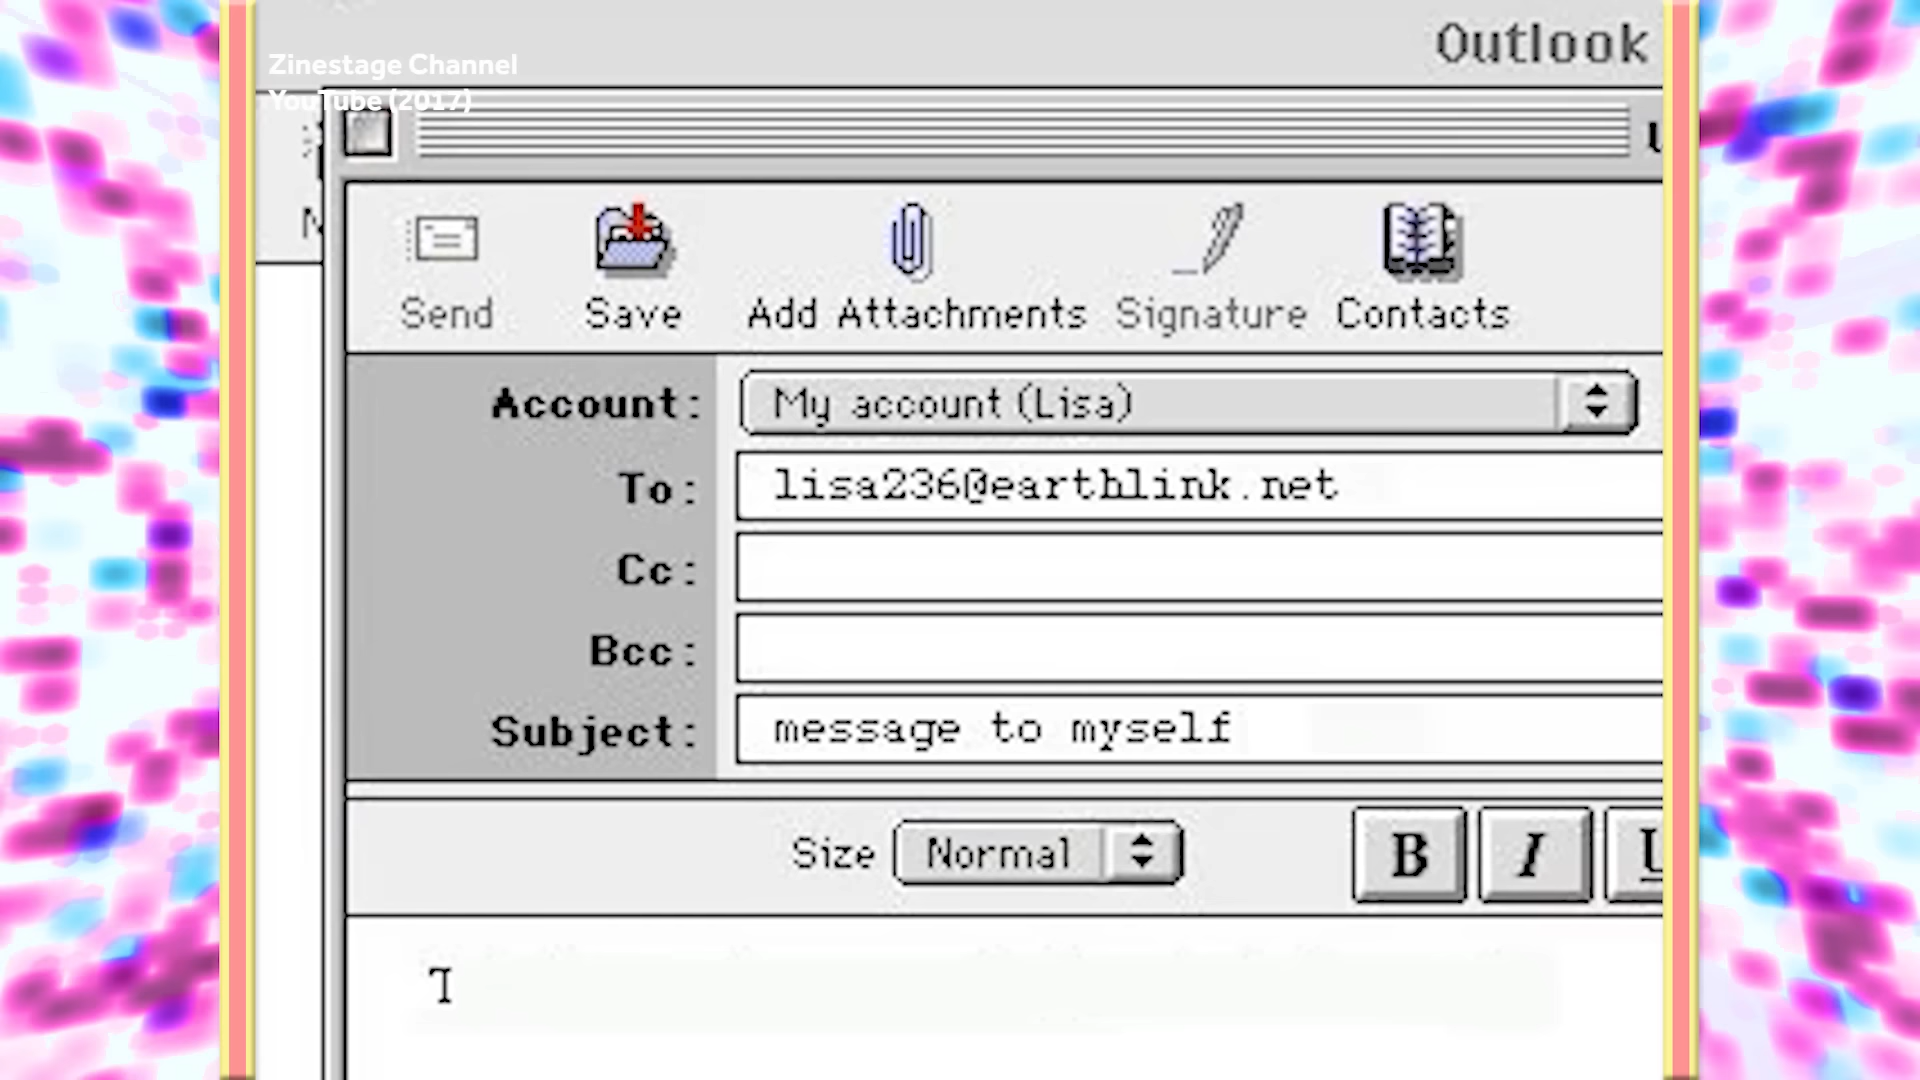 Outlook
Zinestage Channel
YouTube (2017)
Send Save Add Attachments Signature Contacts
Account: My account (Lisa)
To: lisa236@earthlink.net
Cc:
Bcc:
Subject: message to myself
Size Normal B I U